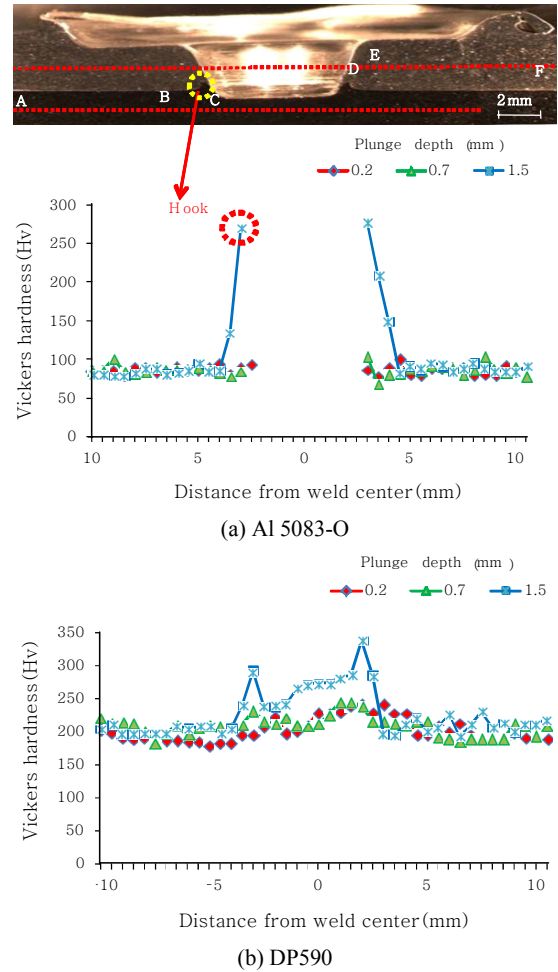 E
D
F
A
B
C
2mm
Plunge depth (mm)
0.2 0.7 1.5
Hook
300
250
200
150
100
50
0
10 5 0 5 10
Vickers hardness(Hv)
Distance from weld center(mm)
(a) Al 5083-O
Plunge depth (mm)
0.2 0.7 1.5
350
300
250
200
150
100
50
0
-10 -5 0 5 10
Vickers hardness(Hv)
Distance from weld center(mm)
(b) DP590